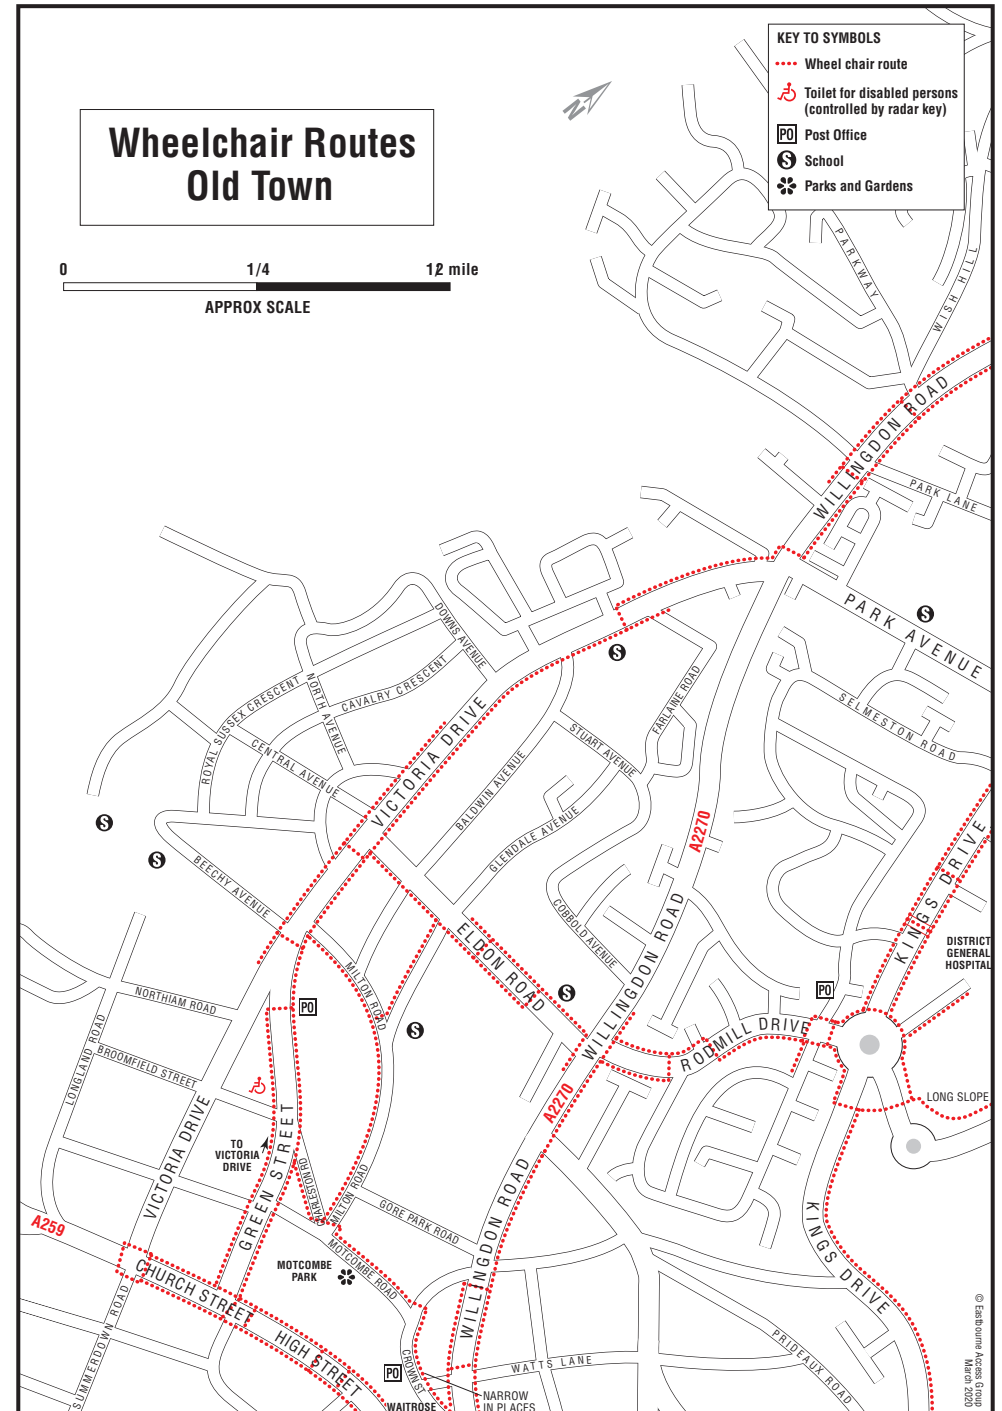 KEY TO SYMBOLS
Wheel chair route
Toilet for disabled persons
(controlled by radar key)
PO Post Office
S School
Parks and Gardens
N
Wheelchair Routes
Old Town
0 1/4 1/2 mile
APPROX SCALE
PARKWAY
WISH HILL
WILLINGDON ROAD
PARK LANE
PARK AVENUE
S
SELMESTON ROAD
DOWNS AVENUE
S
ROYAL SUSSEX CRESCENT
NORTH AVENUE
CAVALRY CRESCENT
FARLAINE ROAD
CENTRAL AVENUE
VICTORIA DRIVE
STUART AVENUE
BALDWIN AVENUE
GLENDALE AVENUE
A2270
KINGS DRIVE
S
S
BEECHY AVENUE
COBBOLD AVENUE
ELDON ROAD
WILLINGDON ROAD
DISTRICT
GENERAL
HOSPITAL
MILTON ROAD
NORTHIAM ROAD
PO
S
S
PO
RODMILL DRIVE
LONGLAND ROAD
BROOMFIELD STREET
A2270
LONG SLOPE
VICTORIA DRIVE
TO
VICTORIA
DRIVE
GREEN STREET
CHARLESTON RD
MILTON ROAD
GORE PARK ROAD
WILLINGDON ROAD
KINGS DRIVE
A259
CHURCH STREET
MOTCOMBE
PARK
MOTCOMBE ROAD
HIGH STREET
SUMMERDOWN ROAD
PO
CROWN ST
WATTS LANE
PRIDEAUX ROAD
WAITROSE
NARROW
IN PLACES
© Eastbourne Access Group
March 2020